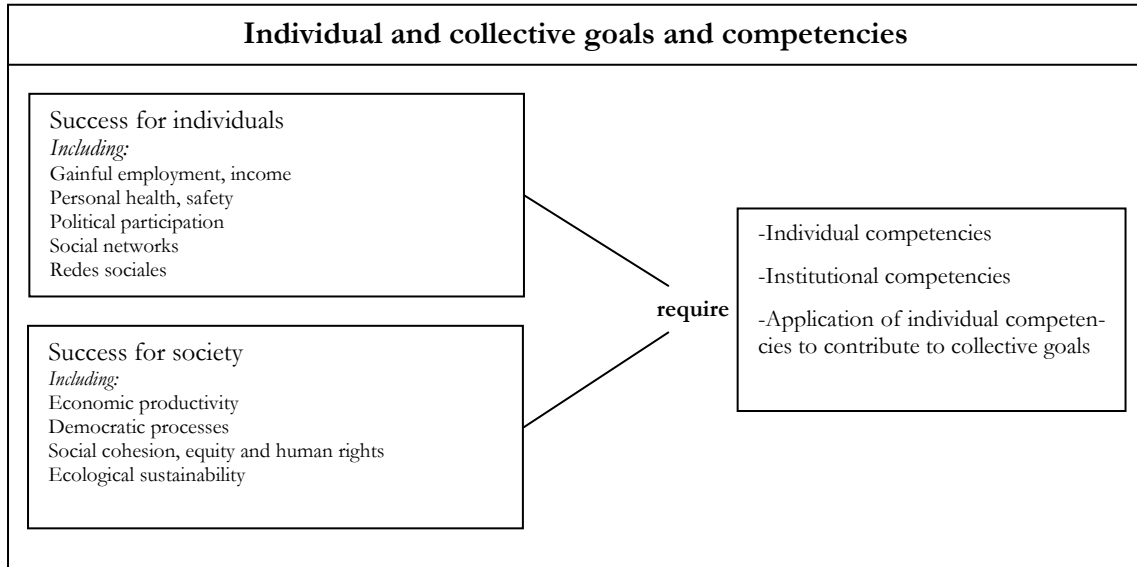 Individual and collective goals and competencies
Success for individuals
Including:
Gainful employment, income
Personal health, safety
Political participation
Social networks
Redes sociales
Success for society
Including:
Economic productivity
Democratic processes
Social cohesion, equity and human rights
Ecological sustainability
require
-Individual competencies
-Institutional competencies
-Application of individual competen-
cies to contribute to collective goals